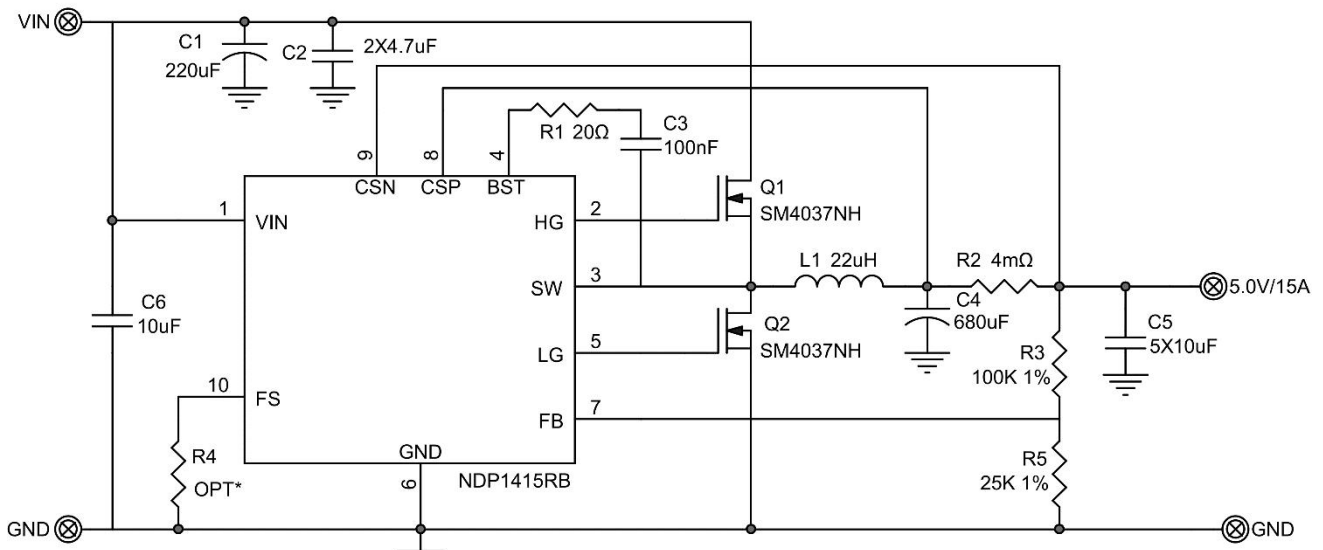 VIN
C1
220uF
C2
2X4.7uF
R1 20Ω
C3
100nF
9
8
4
CSN
CSP
BST
1
VIN
HG
2
Q1
SM4037NH
L1 22uH
R2 4mΩ
SW
3
5.0V/15A
C6
10uF
C4
680uF
C5
5X10uF
Q2
SM4037NH
LG
5
R3
100K 1%
10
FS
FB
7
R4
OPT*
GND
6
NDP1415RB
R5
25K 1%
GND
GND